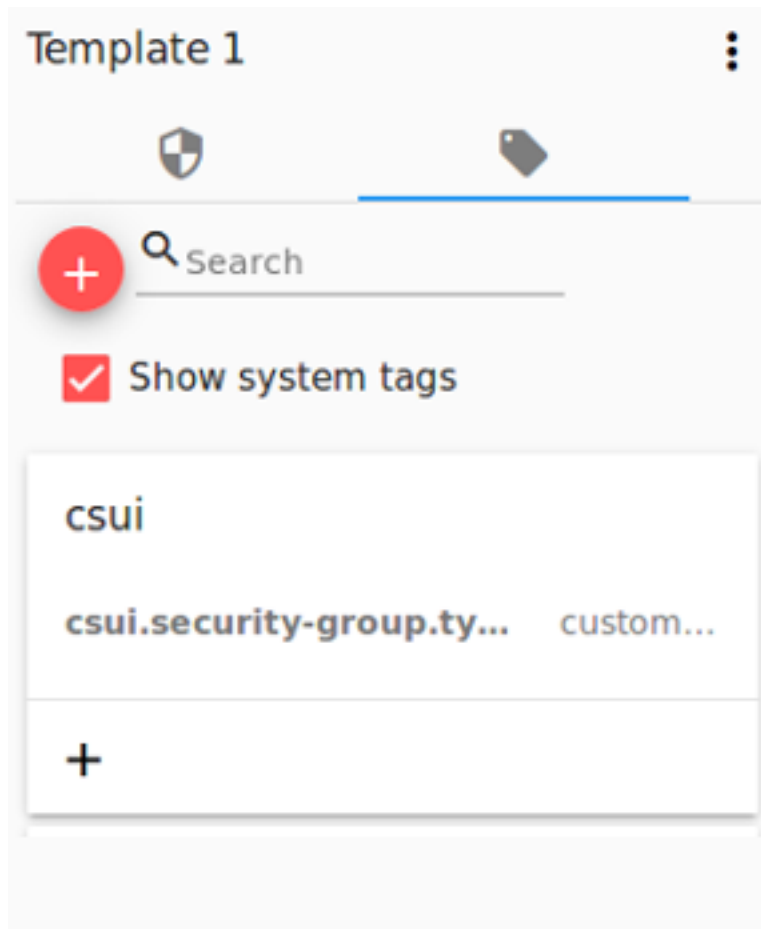 Template 1
Search
Show system tags
csui
csui.security-group.ty... custom...